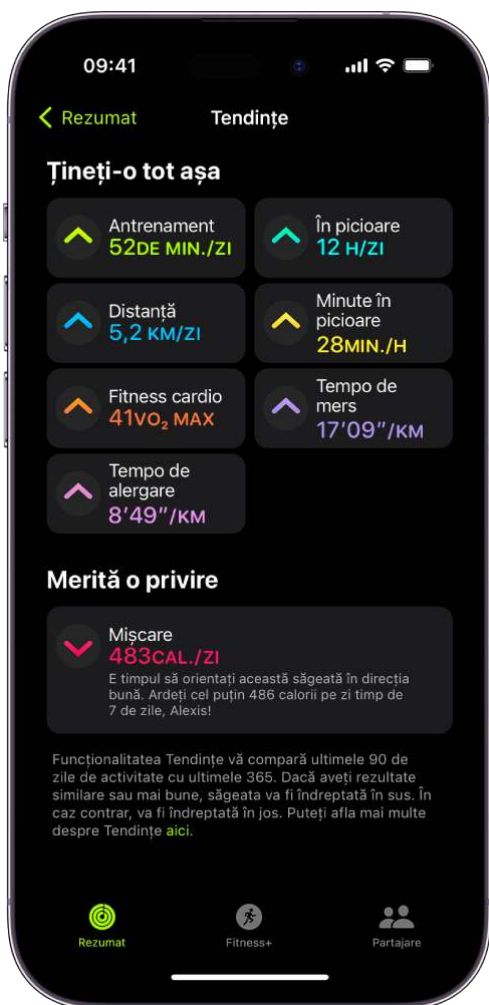 09:41
Rezumat
Tendințe
Țineți-o tot așa
Antrenament
52DE MIN./ZI
În picioare
12 H/ZI
Distanță
5,2 KM/ZI
Minute în
picioare
28MIN./H
Fitness cardio
41VO₂ MAX
Tempo de
mers
17'09"/KM
Tempo de
alergare
8'49"/KM
Merită o privire
Mișcare
483CAL./ZI
E timpul să orientați această săgeată în direcția
bună. Ardeți cel puțin 486 calorii pe zi timp de
7 de zile, Alexis!
Funcționalitatea Tendințe vă compară ultimele 90 de
zile de activitate cu ultimele 365. Dacă aveți rezultate
similare sau mai bune, săgeata va fi îndreptată în sus. În
caz contrar, va fi îndreptată în jos. Puteți afla mai multe
despre Tendințe aici.
Rezumat
Fitness+
Partajare